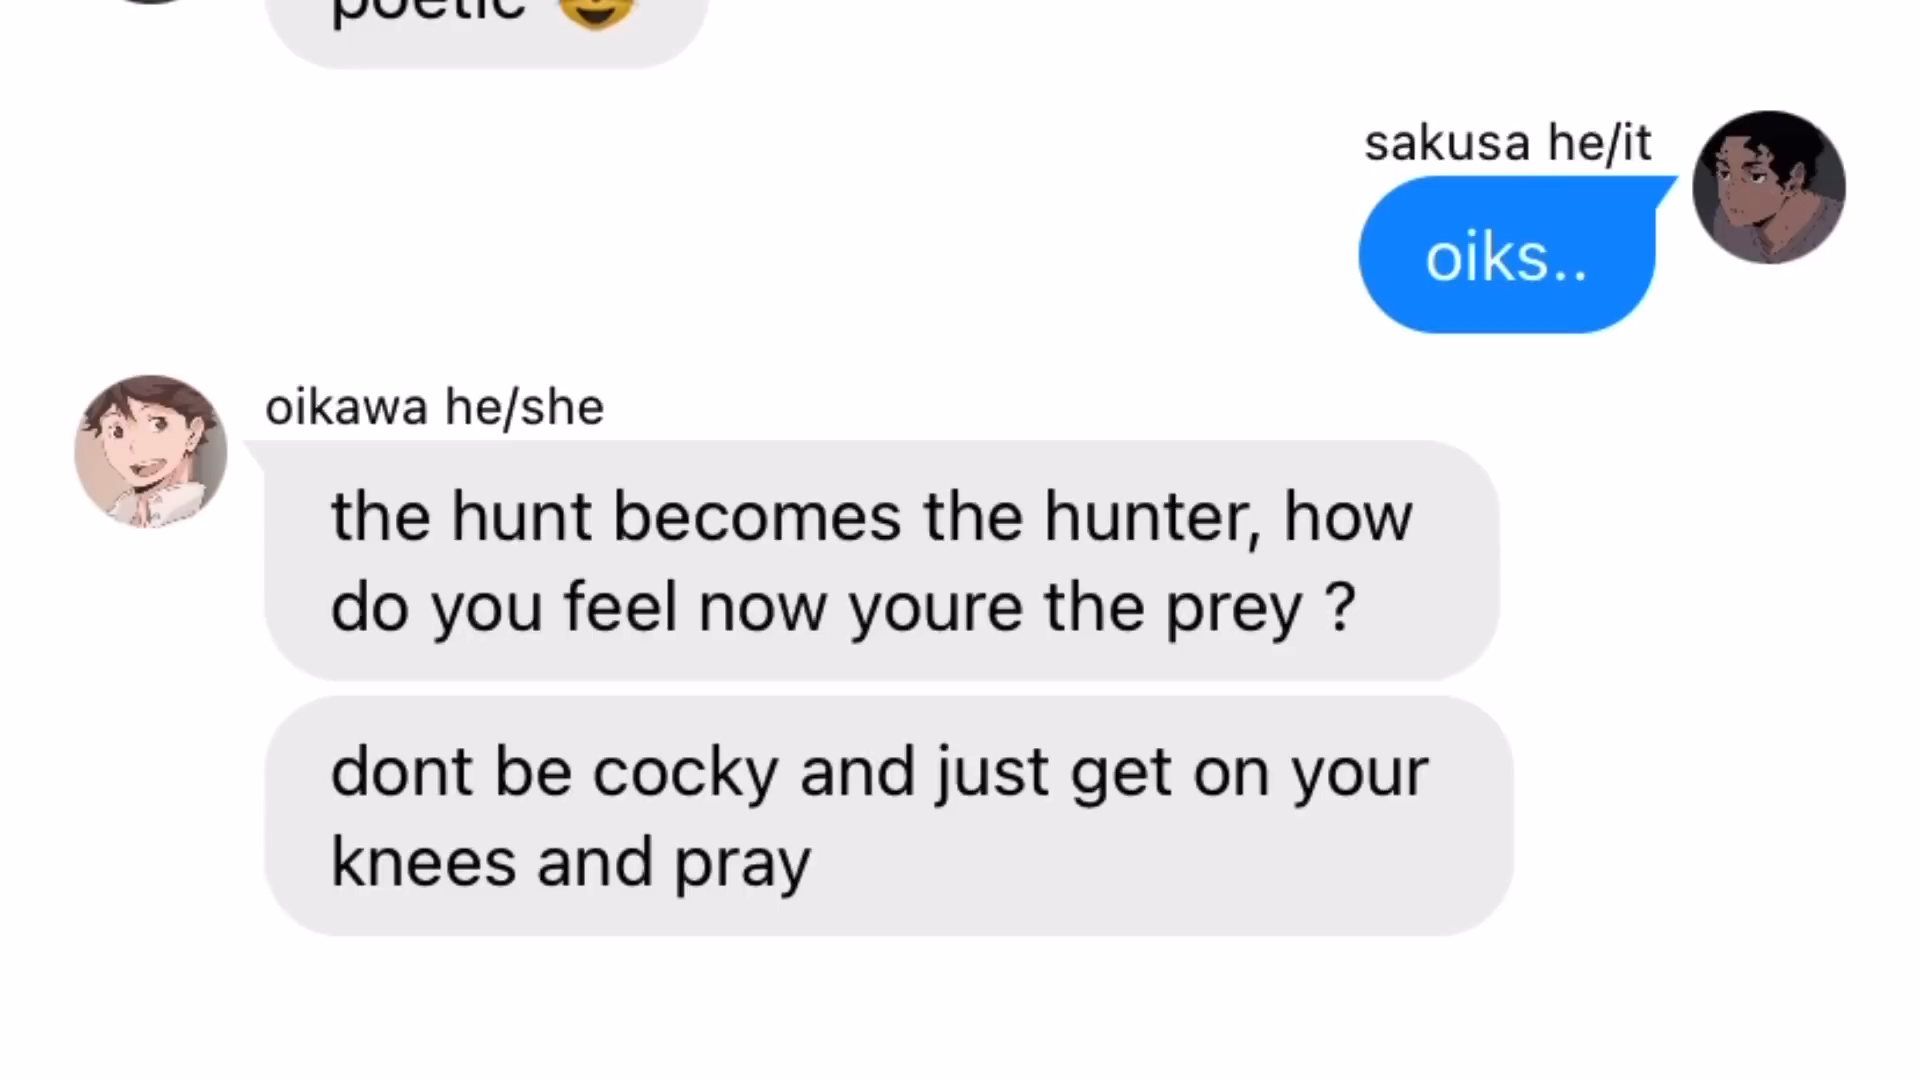 poetic 
sakusa he/it
oiks..
oikawa he/she
the hunt becomes the hunter, how
do you feel now youre the prey ?
dont be cocky and just get on your
knees and pray